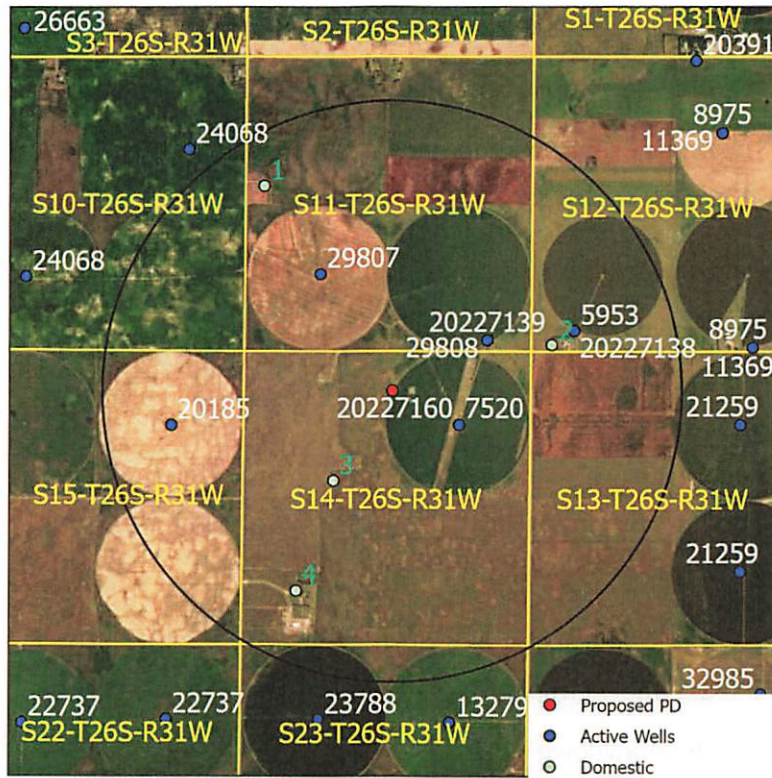 26663
S3-T26S-R31W
S2-T26S-R31W
S1-T26S-R31W
20391
24068
8975
11369
1
S10-T26S-R31W
S11-T26S-R31W
S12-T26S-R31W
24068
29807
20227139
29808
2
5953
20227138
8975
11369
20185
20227160
7520
21259
3
S15-T26S-R31W
S14-T26S-R31W
S13-T26S-R31W
4
21259
22737
22737
23788
13279
32985
S22-T26S-R31W
S23-T26S-R31W
Proposed PD
Active Wells
Domestic